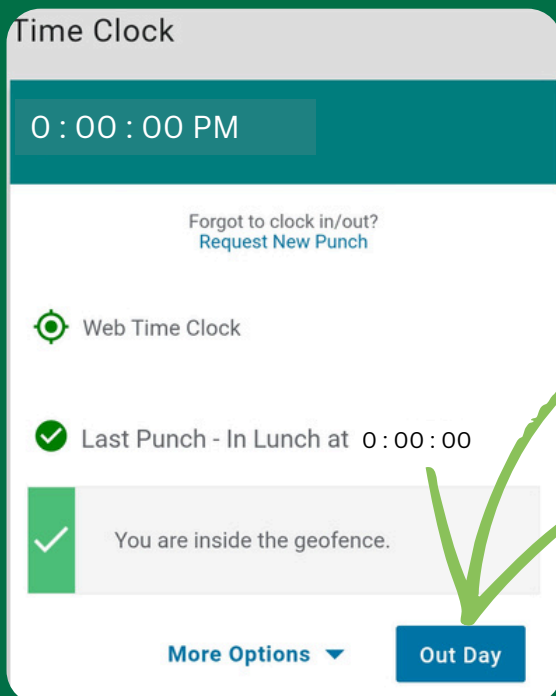 Time Clock
0 : 00 : 00 PM
Forgot to clock in/out?
Request New Punch
Web Time Clock
Last Punch - In Lunch at 0 : 00 : 00
You are inside the geofence.
More Options
Out Day